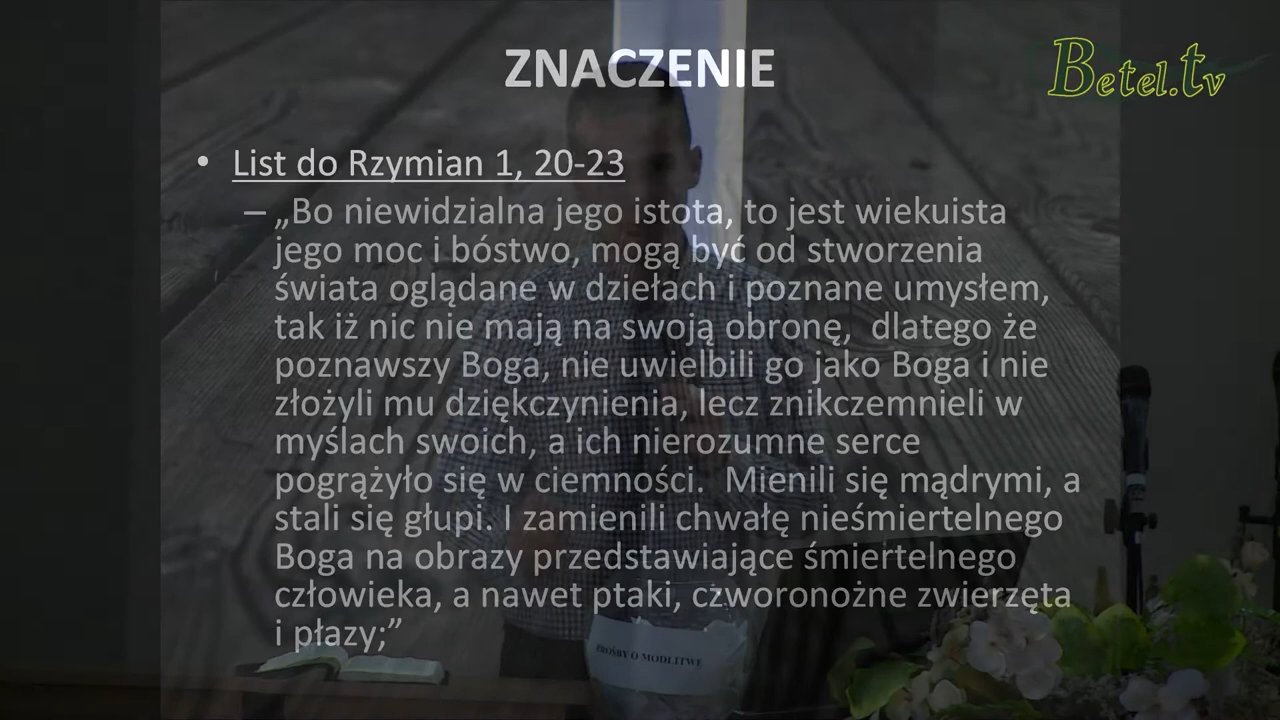 ZNACZENIE
Betel.tv
• List do Rzymian 1, 20-23
– „Bo niewidzialna jego istota, to jest wiekuista
jego moc i bóstwo, mogą być od stworzenia
świata oglądane w dziełach i poznane umysłem,
tak iż nic nie mają na swoją obronę, dlatego że
poznawszy Boga, nie uwielbili go jako Boga i nie
złożyli mu dziękczynienia, lecz znikczemnieli w
myślach swoich, a ich nierozumne serce
pogrążyło się w ciemności. Mienili się mądrymi, a
stali się głupi. I zamienili chwałę nieśmiertelnego
Boga na obrazy przedstawiające śmiertelnego
człowieka, a nawet ptaki, czworonożne zwierzęta
i płazy;”
PROŚBY O MODLITWĘ